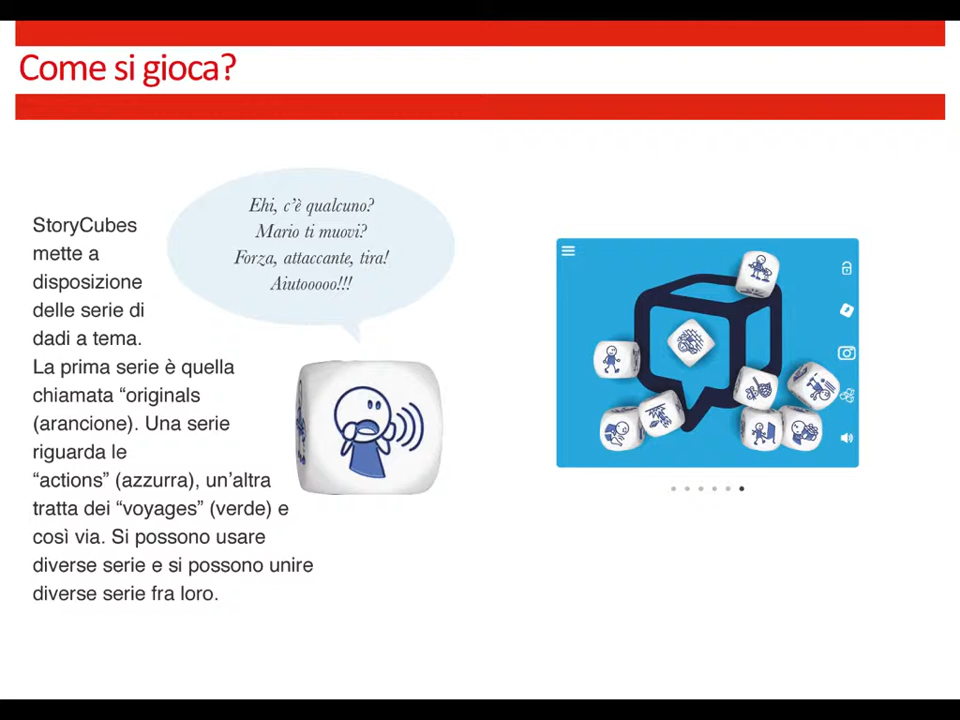 Come si gioca?
Ehi, c'è qualcuno?
Mario ti muovi?
Forza, attaccante, tira!
Aiutooooo!!!
StoryCubes
mette a
disposizione
delle serie di
dadi a tema.
La prima serie è quella
chiamata “originals
(arancione). Una serie
riguarda le
“actions” (azzurra), un’altra
tratta dei “voyages” (verde) e
così via. Si possono usare
diverse serie e si possono unire
diverse serie fra loro.